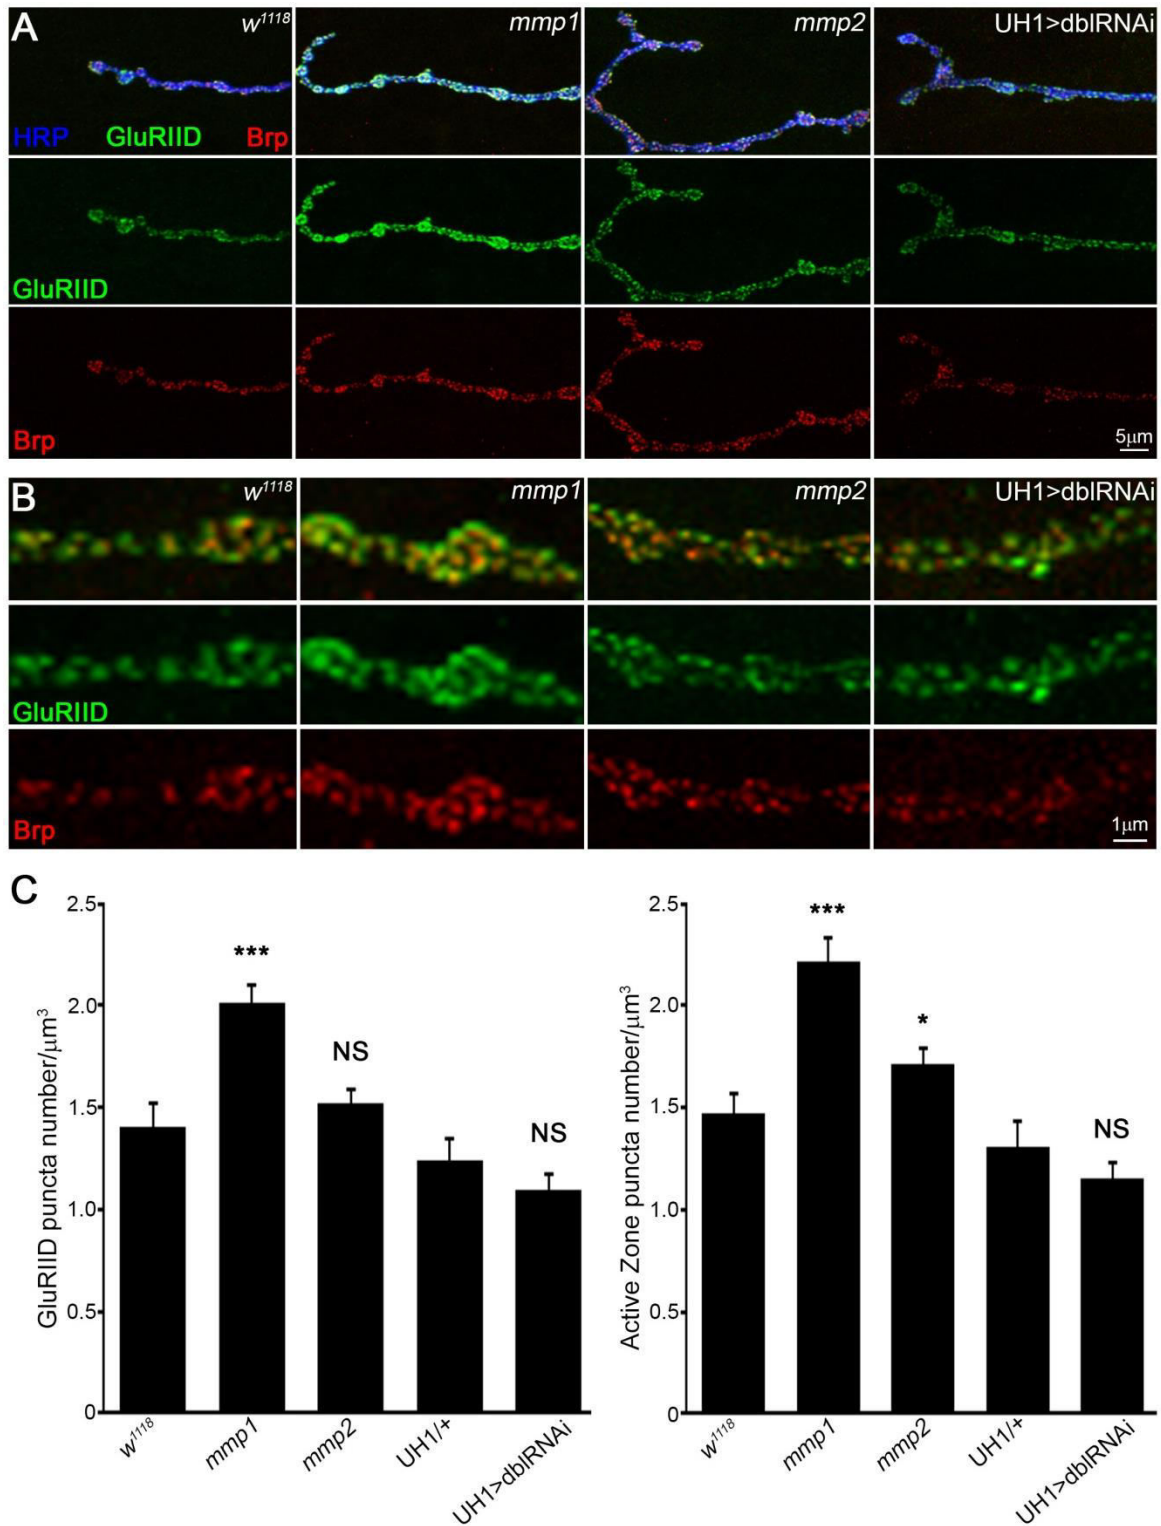 A
w1118
mmp1
mmp2
UH1>dblRNAi
HRP GluRIID Brp
GluRIID
Brp
5μm
B
w1118
mmp1
mmp2
UH1>dblRNAi
GluRIID
Brp
1μm
C
GluRIID puncta number/μm3
2.5
2.0
1.5
1.0
0.5
0
***
NS
NS
w1118
mmp1
mmp2
UH1/+
UH1>dblRNAi
Active Zone puncta number/μm3
2.5
2.0
1.5
1.0
0.5
0
***
*
NS
w1118
mmp1
mmp2
UH1/+
UH1>dblRNAi